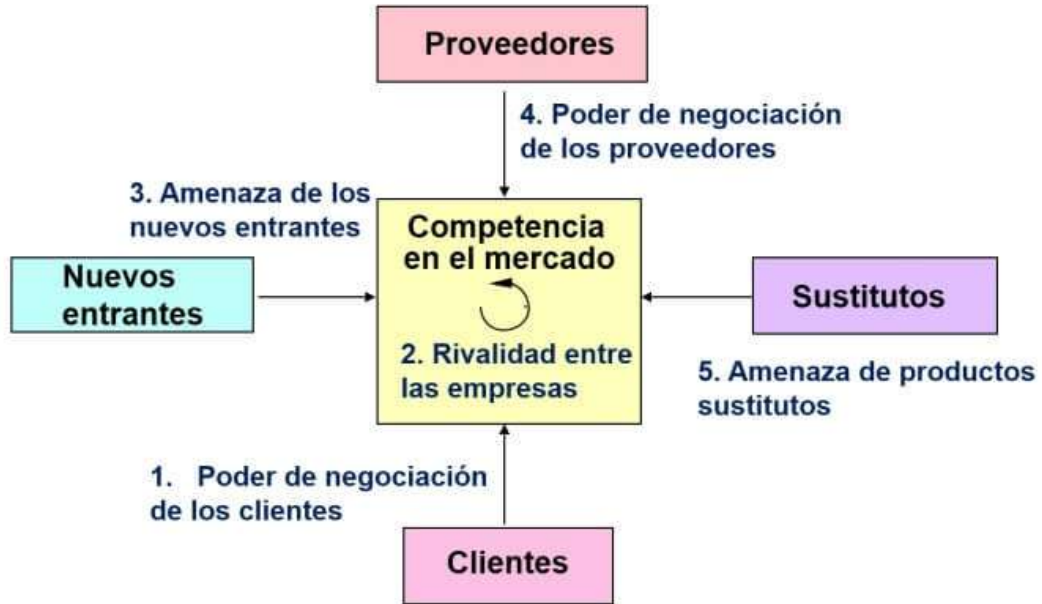 Proveedores
4. Poder de negociación
de los proveedores
3. Amenaza de los
nuevos entrantes
Competencia
en el mercado
Nuevos
entrantes
Sustitutos
2. Rivalidad entre
las empresas
5. Amenaza de productos
sustitutos
1. Poder de negociación
de los clientes
Clientes